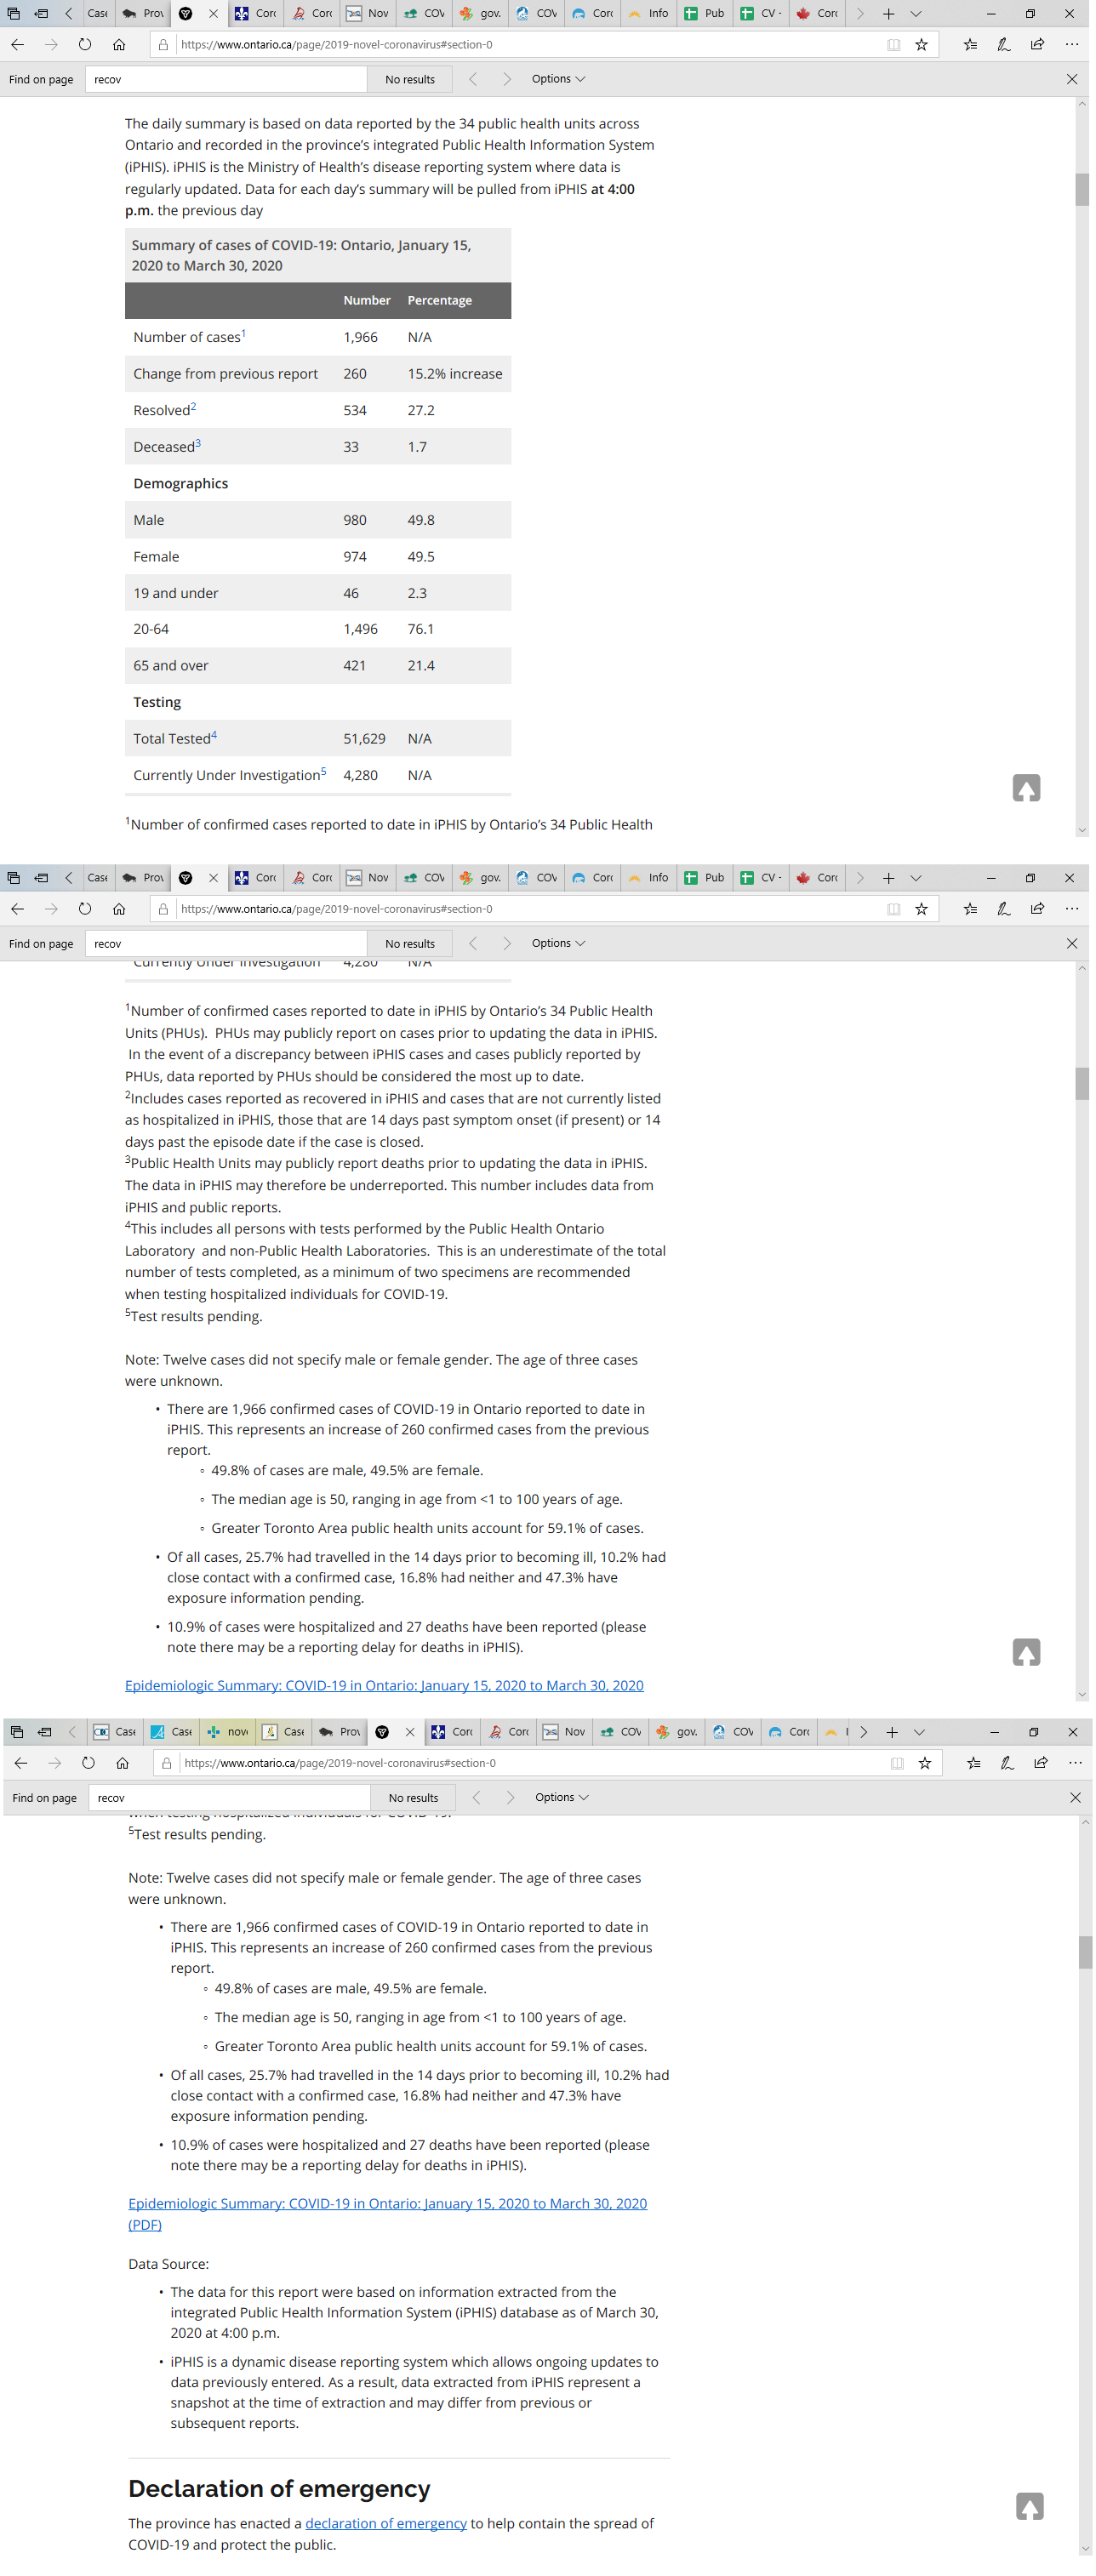 Case Prov Corc Corc Nov COV gov. COV Corc Info Pub CV - Corc
https://www.ontario.ca/page/2019-novel-coronavirus#section-0
Find on page recov No results Options
The daily summary is based on data reported by the 34 public health units across
Ontario and recorded in the province's integrated Public Health Information System
(iPHIS). iPHIS is the Ministry of Health's disease reporting system where data is
regularly updated. Data for each day's summary will be pulled from iPHIS at 4:00
p.m. the previous day
Summary of cases of COVID-19: Ontario, January 15,
2020 to March 30, 2020
Number Percentage
Number of cases1 1,966 N/A
Change from previous report 260 15.2% increase
Resolved2 534 27.2
Deceased3 33 1.7
Demographics
Male 980 49.8
Female 974 49.5
19 and under 46 2.3
20-64 1,496 76.1
65 and over 421 21.4
Testing
Total Tested4 51,629 N/A
Currently Under Investigation5 4,280 N/A
1Number of confirmed cases reported to date in iPHIS by Ontario's 34 Public Health
Case Prov Corc Corc Nov COV gov. COV Corc Info Pub CV - Corc
https://www.ontario.ca/page/2019-novel-coronavirus#section-0
Find on page recov No results Options
Currently Under Investigation 4,280 N/A
1Number of confirmed cases reported to date in iPHIS by Ontario's 34 Public Health
Units (PHUs). PHUs may publicly report on cases prior to updating the data in iPHIS.
In the event of a discrepancy between iPHIS cases and cases publicly reported by
PHUs, data reported by PHUs should be considered the most up to date.
2Includes cases reported as recovered in iPHIS and cases that are not currently listed
as hospitalized in iPHIS, those that are 14 days past symptom onset (if present) or 14
days past the episode date if the case is closed.
3Public Health Units may publicly report deaths prior to updating the data in iPHIS.
The data in iPHIS may therefore be underreported. This number includes data from
iPHIS and public reports.
4This includes all persons with tests performed by the Public Health Ontario
Laboratory and non-Public Health Laboratories. This is an underestimate of the total
number of tests completed, as a minimum of two specimens are recommended
when testing hospitalized individuals for COVID-19.
5Test results pending.
Note: Twelve cases did not specify male or female gender. The age of three cases
were unknown.
• There are 1,966 confirmed cases of COVID-19 in Ontario reported to date in
iPHIS. This represents an increase of 260 confirmed cases from the previous
report.
◦ 49.8% of cases are male, 49.5% are female.
◦ The median age is 50, ranging in age from <1 to 100 years of age.
◦ Greater Toronto Area public health units account for 59.1% of cases.
• Of all cases, 25.7% had travelled in the 14 days prior to becoming ill, 10.2% had
close contact with a confirmed case, 16.8% had neither and 47.3% have
exposure information pending.
• 10.9% of cases were hospitalized and 27 deaths have been reported (please
note there may be a reporting delay for deaths in iPHIS).
Epidemiologic Summary: COVID-19 in Ontario: January 15, 2020 to March 30, 2020
Case Case nove Case Prov Corc Corc Nov COV gov. COV Corc
https://www.ontario.ca/page/2019-novel-coronavirus#section-0
Find on page recov No results Options
when testing hospitalized individuals for COVID-19.
5Test results pending.
Note: Twelve cases did not specify male or female gender. The age of three cases
were unknown.
• There are 1,966 confirmed cases of COVID-19 in Ontario reported to date in
iPHIS. This represents an increase of 260 confirmed cases from the previous
report.
◦ 49.8% of cases are male, 49.5% are female.
◦ The median age is 50, ranging in age from <1 to 100 years of age.
◦ Greater Toronto Area public health units account for 59.1% of cases.
• Of all cases, 25.7% had travelled in the 14 days prior to becoming ill, 10.2% had
close contact with a confirmed case, 16.8% had neither and 47.3% have
exposure information pending.
• 10.9% of cases were hospitalized and 27 deaths have been reported (please
note there may be a reporting delay for deaths in iPHIS).
Epidemiologic Summary: COVID-19 in Ontario: January 15, 2020 to March 30, 2020
(PDF)
Data Source:
• The data for this report were based on information extracted from the
integrated Public Health Information System (iPHIS) database as of March 30,
2020 at 4:00 p.m.
• iPHIS is a dynamic disease reporting system which allows ongoing updates to
data previously entered. As a result, data extracted from iPHIS represent a
snapshot at the time of extraction and may differ from previous or
subsequent reports.
Declaration of emergency
The province has enacted a declaration of emergency to help contain the spread of
COVID-19 and protect the public.